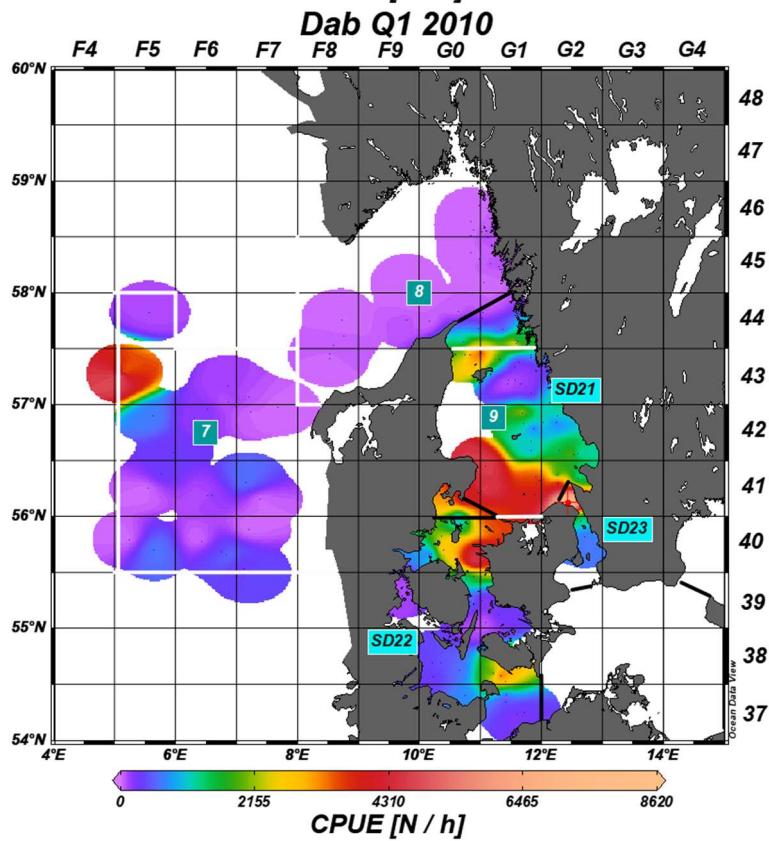 Dab Q1 2010
F4 F5 F6 F7 F8 F9 G0 G1 G2 G3 G4
60°N
48
47
59°N
46
45
8
58°N
44
43
SD21
57°N
9
7
42
41
56°N
SD23
40
39
55°N
SD22
38
37
Ocean Data View
54°N
4°E 6°E 8°E 10°E 12°E 14°E
0 2155 4310 6465 8620
CPUE [N / h]